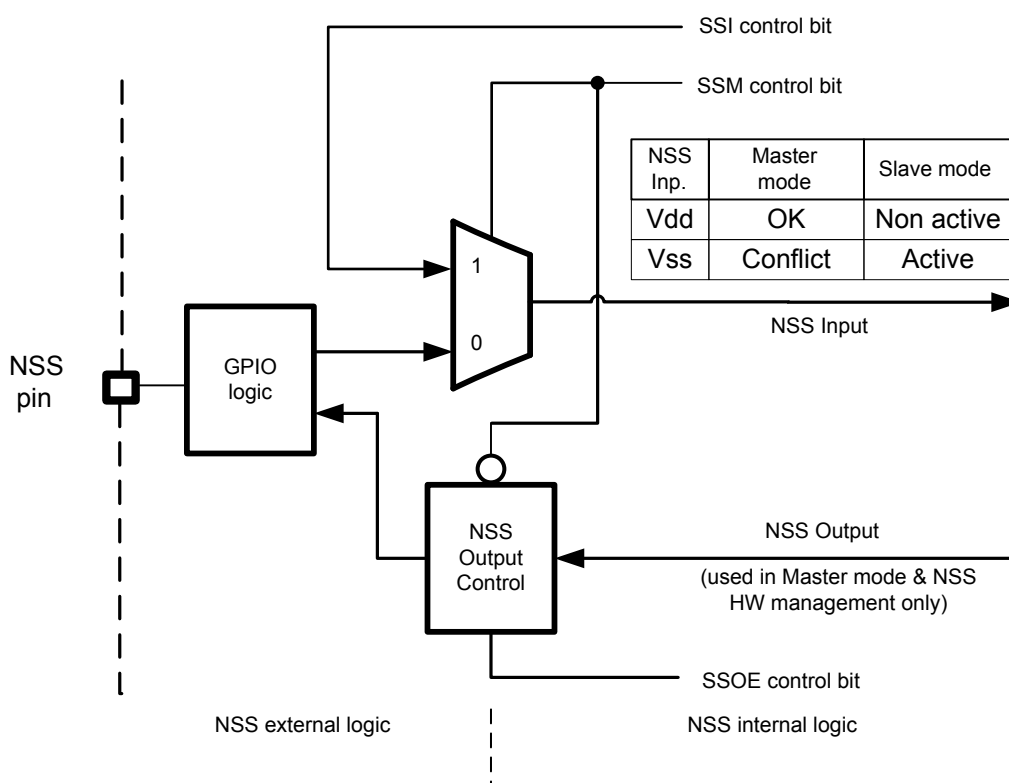 SSI control bit
SSM control bit
NSS Inp.
Master mode
Slave mode
Vdd
OK
Non active
Vss
Conflict
Active
1
0
NSS Input
NSS
pin
GPIO
logic
NSS
Output
Control
NSS Output
(used in Master mode & NSS
HW management only)
SSOE control bit
NSS external logic
NSS internal logic